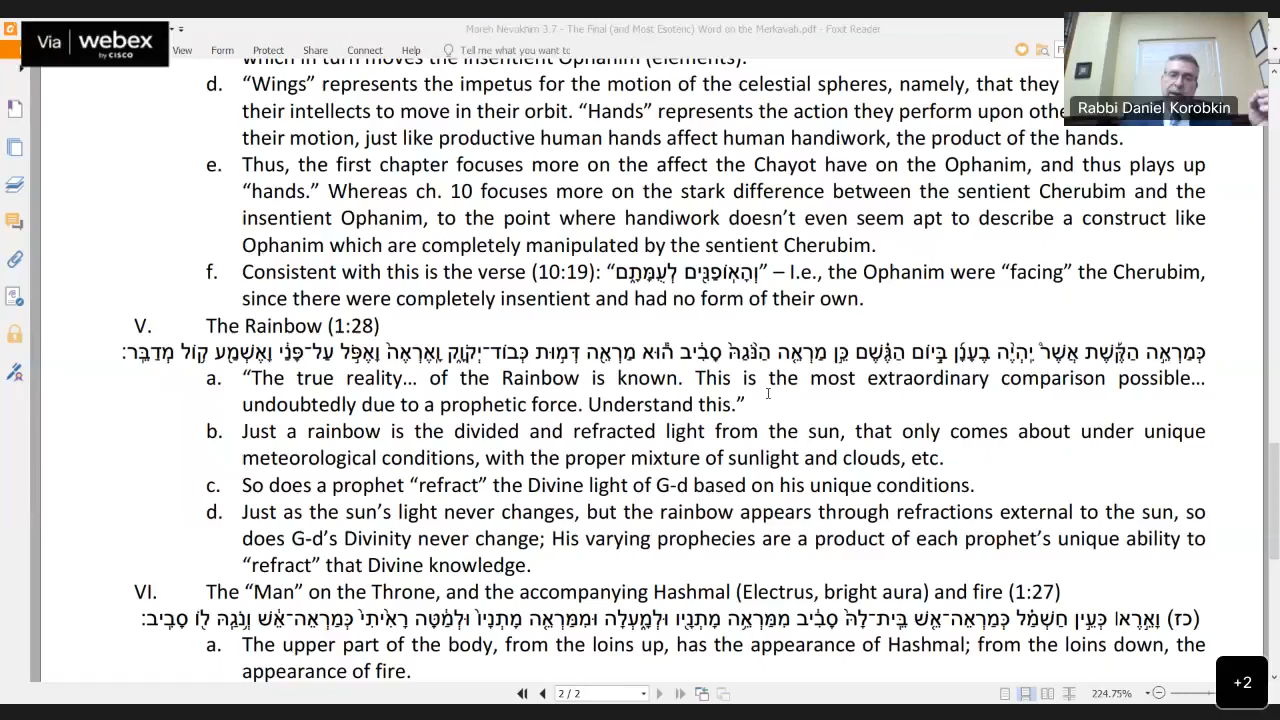 Moreh Nevukhim 3.7 - The Final (and Most Esoteric) Word on the Merkavah.pdf - Foxit Reader
Via webex
by CISCO
View Form Protect Share Connect Help Tell me what you want to
Rabbi Daniel Korobkin
which in turn moves the insentient Ophanim (elements).
d. “Wings” represents the impetus for the motion of the celestial spheres, namely, that they
their intellects to move in their orbit. “Hands” represents the action they perform upon othe
their motion, just like productive human hands affect human handiwork, the product of the hands.
e. Thus, the first chapter focuses more on the affect the Chayot have on the Ophanim, and thus plays up
“hands.” Whereas ch. 10 focuses more on the stark difference between the sentient Cherubim and the
insentient Ophanim, to the point where handiwork doesn’t even seem apt to describe a construct like
Ophanim which are completely manipulated by the sentient Cherubim.
f. Consistent with this is the verse (10:19): “וְהָאֽוֹפַנִּ֖ים לְעֻמָּתָ֑ם” – I.e., the Ophanim were “facing” the Cherubim,
since there were completely insentient and had no form of their own.
V. The Rainbow (1:28)
כְּמַרְאֵ֣ה הַקֶּ֡שֶׁת אֲשֶׁר֩ יִֽהְיֶ֨ה בֶעָנָ֜ן בְּי֣וֹם הַגֶּ֗שֶׁם כֵּ֣ן מַרְאֵ֤ה הַנֹּ֙גַהּ֙ סָבִ֔יב ה֕וּא מַרְאֵ֖ה דְּמ֣וּת כְּבוֹד־יְקֹוָ֑ק וָֽאֶרְאֶה֙ וָאֶפֹּ֣ל עַל־פָּנַ֔י וָאֶשְׁמַ֖ע ק֥וֹל מְדַבֵּֽר׃
a. “The true reality... of the Rainbow is known. This is the most extraordinary comparison possible...
undoubtedly due to a prophetic force. Understand this.”
b. Just a rainbow is the divided and refracted light from the sun, that only comes about under unique
meteorological conditions, with the proper mixture of sunlight and clouds, etc.
c. So does a prophet “refract” the Divine light of G-d based on his unique conditions.
d. Just as the sun’s light never changes, but the rainbow appears through refractions external to the sun, so
does G-d’s Divinity never change; His varying prophecies are a product of each prophet’s unique ability to
“refract” that Divine knowledge.
VI. The “Man” on the Throne, and the accompanying Hashmal (Electrus, bright aura) and fire (1:27)
(כז) וָאֵ֣רֶא׀ כְּעֵ֣ין חַשְׁמַ֗ל כְּמַרְאֵה־אֵ֤שׁ בֵּֽית־לָהּ֙ סָבִ֔יב מִמַּרְאֵ֥ה מָתְנָ֖יו וּלְמָ֑עְלָה וּמִמַּרְאֵ֤ה מָתְנָיו֙ וּלְמַ֔טָּה רָאִ֙יתִי֙ כְּמַרְאֵה־אֵ֔שׁ וְנֹ֥גַֽהּ ל֖וֹ סָבִֽיב׃
a. The upper part of the body, from the loins up, has the appearance of Hashmal; from the loins down, the
appearance of fire.
2 / 2
224.75%
+2